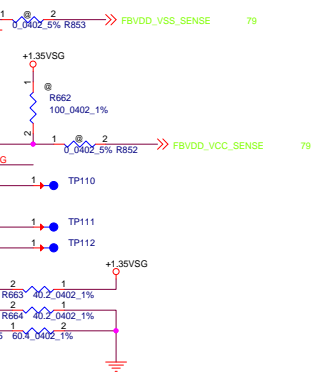 1 @ 2
0_0402_5% R853
FBVDD_VSS_SENSE 79
+1.35VSG
1
@
R662
100_0402_1%
2
1 @ 2
0_0402_5% R852
FBVDD_VCC_SENSE 79
G
1 TP110
1 TP111
1 TP112
+1.35VSG
2 1
R663 40.2_0402_1%
2 1
R664 40.2_0402_1%
1 2
60.4_0402_1%